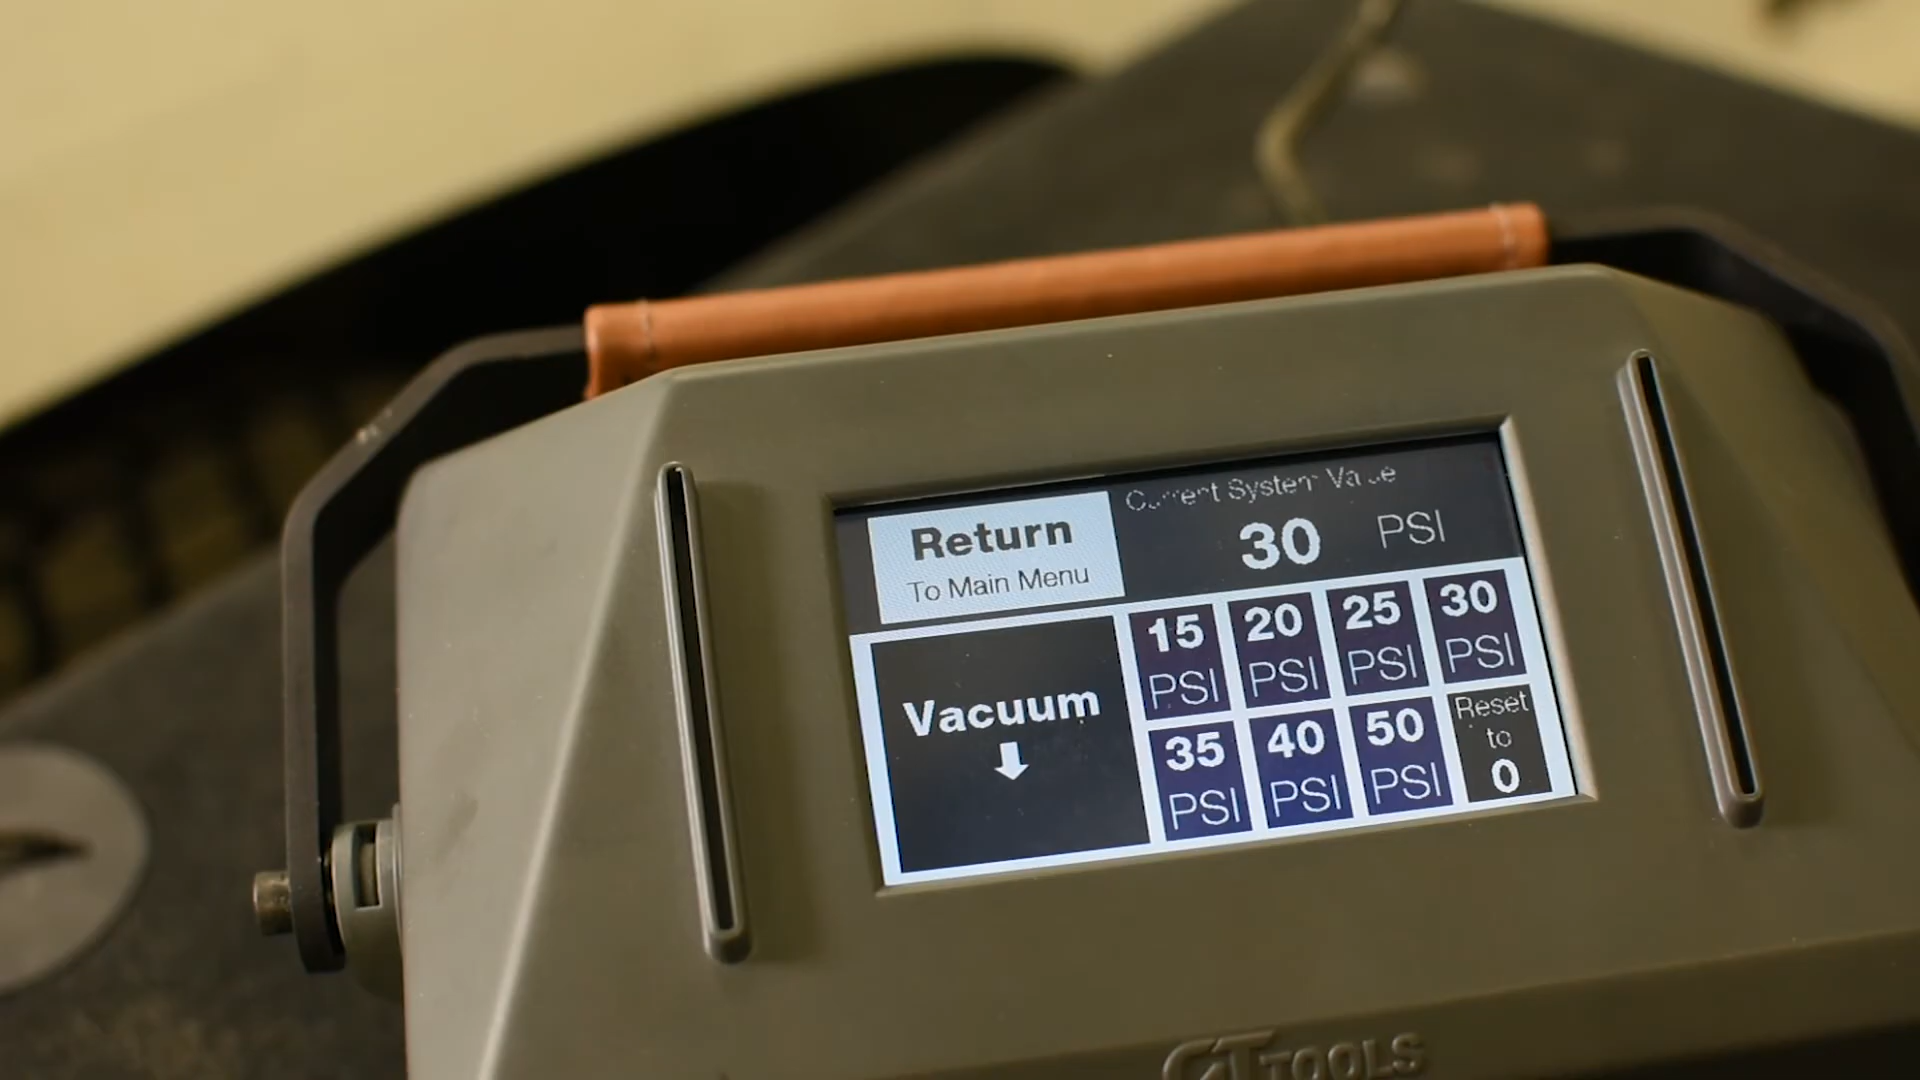 Return
To Main Menu
Current System Value
30 PSI
Vacuum
15
PSI
20
PSI
25
PSI
30
PSI
35
PSI
40
PSI
50
PSI
Reset
to
0
GT TOOLS